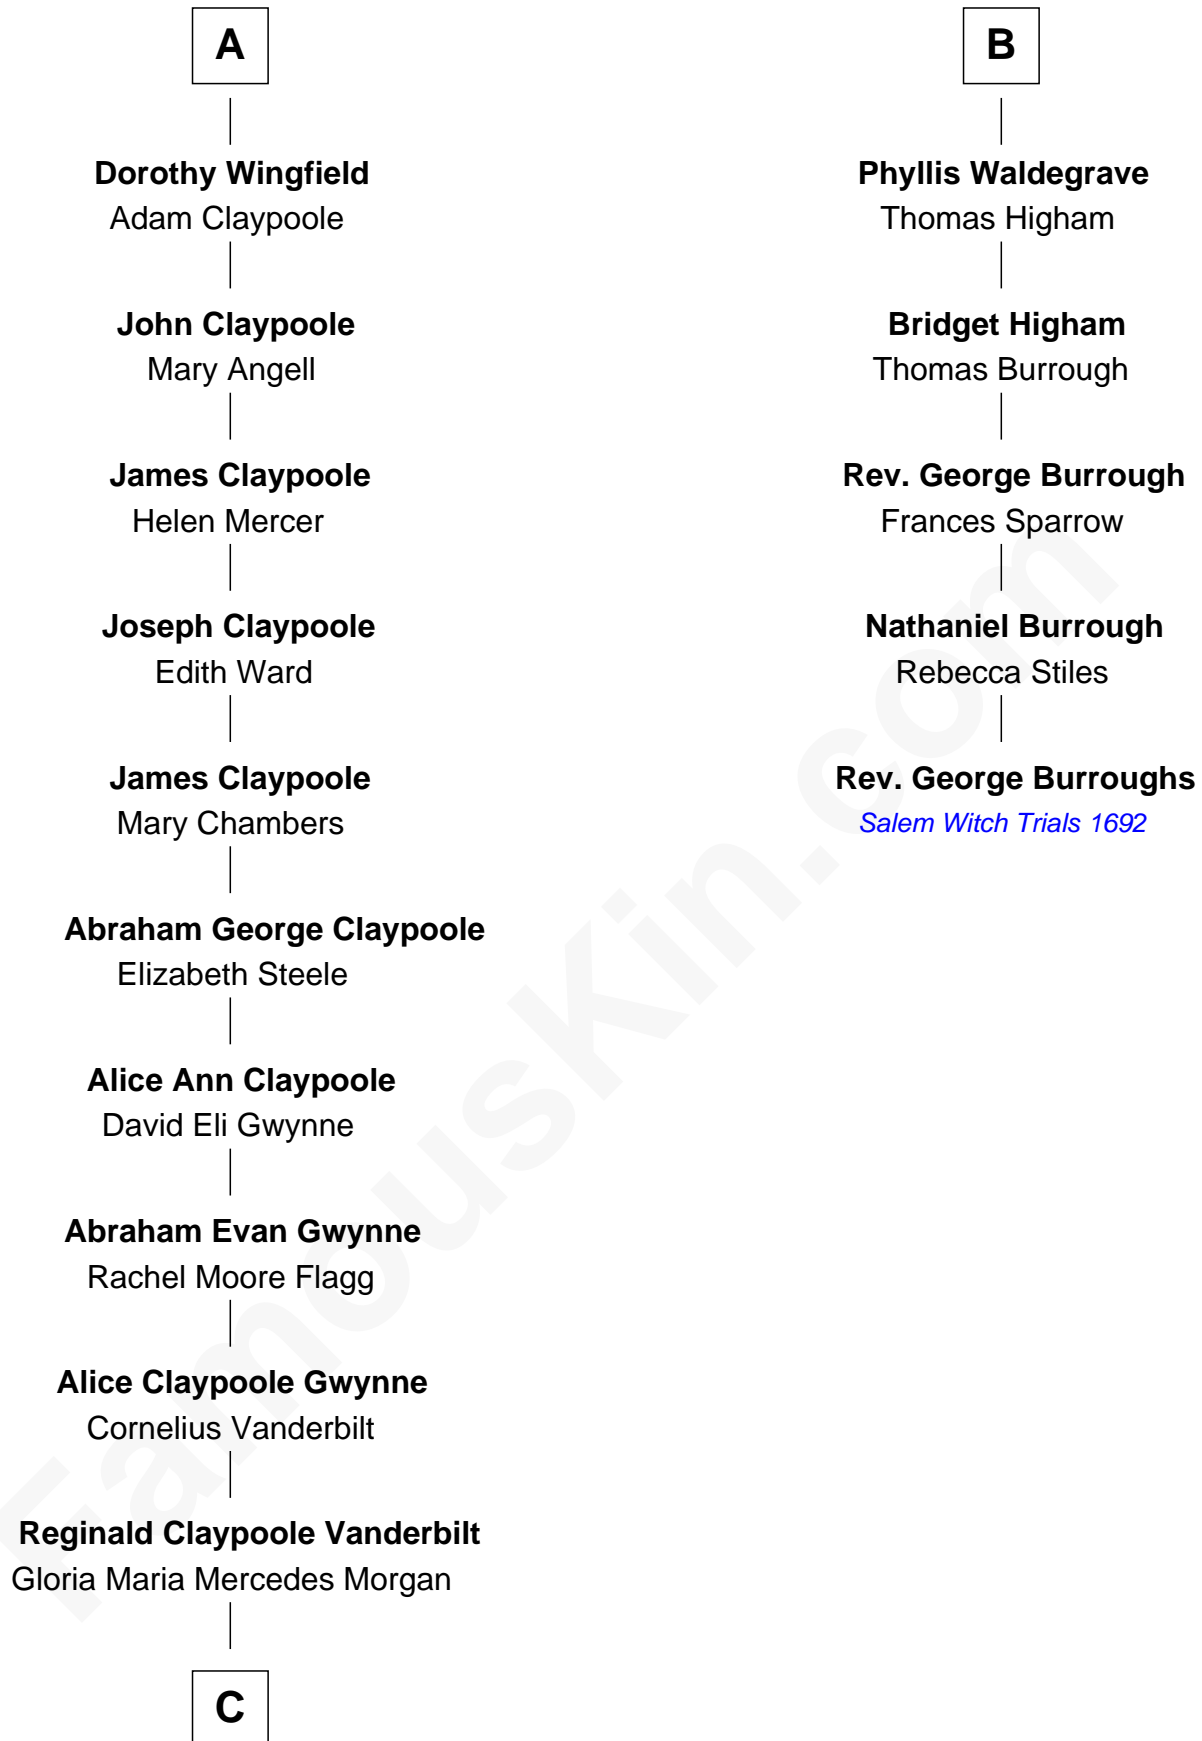 A
Dorothy Wingfield
Adam Claypoole
John Claypoole
Mary Angell
James Claypoole
Helen Mercer
Joseph Claypoole
Edith Ward
James Claypoole
Mary Chambers
Abraham George Claypoole
Elizabeth Steele
Alice Ann Claypoole
David Eli Gwynne
Abraham Evan Gwynne
Rachel Moore Flagg
Alice Claypoole Gwynne
Cornelius Vanderbilt
Reginald Claypoole Vanderbilt
Gloria Maria Mercedes Morgan
C
B
Phyllis Waldegrave
Thomas Higham
Bridget Higham
Thomas Burrough
Rev. George Burrough
Frances Sparrow
Nathaniel Burrough
Rebecca Stiles
Rev. George Burroughs
Salem Witch Trials 1692
FamousKin.com